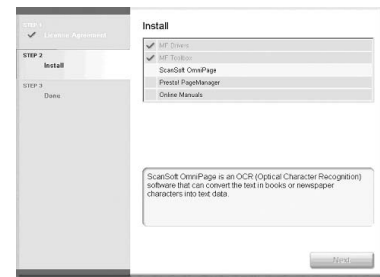 STEP 1
License Agreement
STEP 2
Install
STEP 3
Done
Install
MF Drivers
MF Toolbox
ScanSoft OmniPage
Presto! PageManager
Online Manuals
ScanSoft OmniPage is an OCR (Optical Character Recognition)
software that can convert the text in books or newspaper
characters into text data.
Next